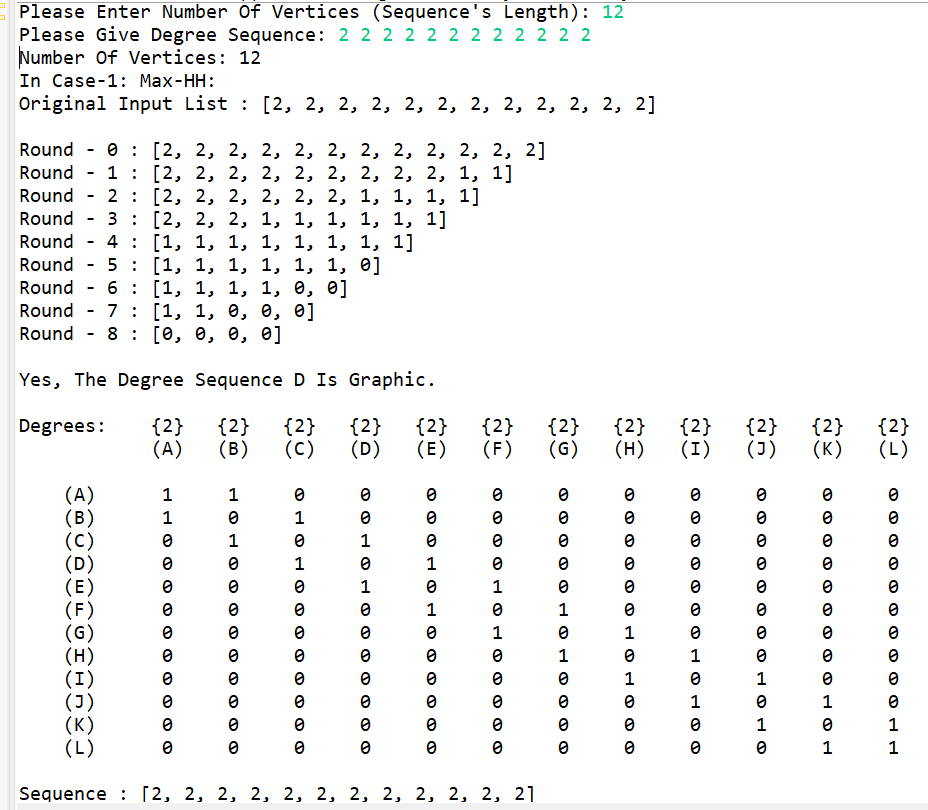 Please Enter Number Of Vertices (Sequence's Length): 12
Please Give Degree Sequence: 2 2 2 2 2 2 2 2 2 2 2 2
Number Of Vertices: 12
In Case-1: Max-HH:
Original Input List : [2, 2, 2, 2, 2, 2, 2, 2, 2, 2, 2, 2]
Round - 0 : [2, 2, 2, 2, 2, 2, 2, 2, 2, 2, 2, 2]
Round - 1 : [2, 2, 2, 2, 2, 2, 2, 2, 2, 1, 1]
Round - 2 : [2, 2, 2, 2, 2, 2, 1, 1, 1, 1]
Round - 3 : [2, 2, 2, 1, 1, 1, 1, 1, 1]
Round - 4 : [1, 1, 1, 1, 1, 1, 1, 1]
Round - 5 : [1, 1, 1, 1, 1, 1, 0]
Round - 6 : [1, 1, 1, 1, 0, 0]
Round - 7 : [1, 1, 0, 0, 0]
Round - 8 : [0, 0, 0, 0]
Yes, The Degree Sequence D Is Graphic.
Degrees: {2} {2} {2} {2} {2} {2} {2} {2} {2} {2} {2} {2}
(A) (B) (C) (D) (E) (F) (G) (H) (I) (J) (K) (L)
(A) 1 1 0 0 0 0 0 0 0 0 0 0
(B) 1 0 1 0 0 0 0 0 0 0 0 0
(C) 0 1 0 1 0 0 0 0 0 0 0 0
(D) 0 0 1 0 1 0 0 0 0 0 0 0
(E) 0 0 0 1 0 1 0 0 0 0 0 0
(F) 0 0 0 0 1 0 1 0 0 0 0 0
(G) 0 0 0 0 0 1 0 1 0 0 0 0
(H) 0 0 0 0 0 0 1 0 1 0 0 0
(I) 0 0 0 0 0 0 0 1 0 1 0 0
(J) 0 0 0 0 0 0 0 0 1 0 1 0
(K) 0 0 0 0 0 0 0 0 0 1 0 1
(L) 0 0 0 0 0 0 0 0 0 0 1 1
Sequence : [2, 2, 2, 2, 2, 2, 2, 2, 2, 2, 2, 2]